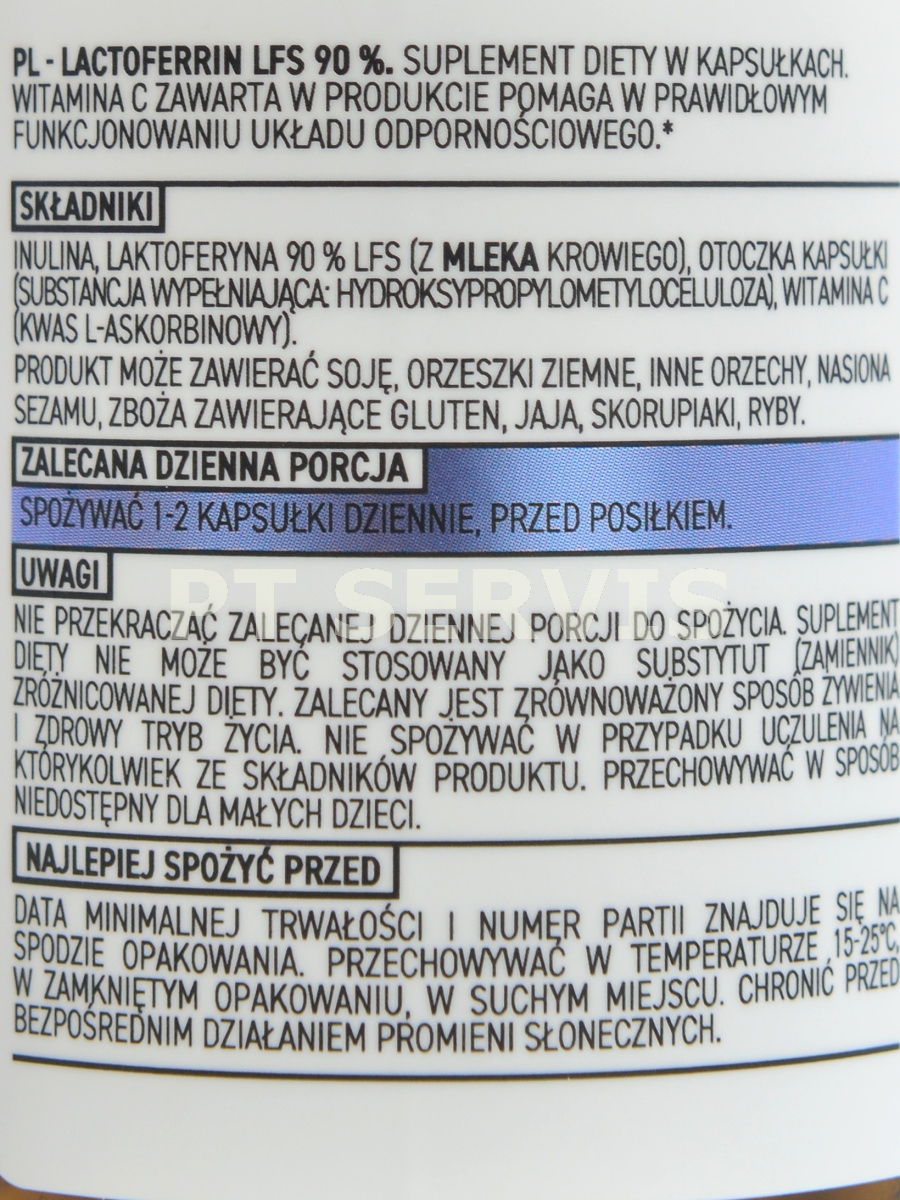 PL - LACTOFERRIN LFS 90 %. SUPLEMENT DIETY W KAPSUŁKACH.
WITAMINA C ZAWARTA W PRODUKCIE POMAGA W PRAWIDŁOWYM
FUNKCJONOWANIU UKŁADU ODPORNOŚCIOWEGO.*
SKŁADNIKI
INULINA, LAKTOFERYNA 90 % LFS (Z MLEKA KROWIEGO), OTOCZKA KAPSUŁKI
(SUBSTANCJA WYPEŁNIAJĄCA: HYDROKSYPROPYLOMETYLOCELULOZA), WITAMINA C
(KWAS L-ASKORBINOWY).
PRODUKT MOŻE ZAWIERAĆ SOJĘ, ORZESZKI ZIEMNE, INNE ORZECHY, NASIONA
SEZAMU, ZBOŻA ZAWIERAJĄCE GLUTEN, JAJA, SKORUPIAKI, RYBY.
ZALECANA DZIENNA PORCJA
SPOŻYWAĆ 1-2 KAPSUŁKI DZIENNIE, PRZED POSIŁKIEM.
UWAGI
PT SERVIS
NIE PRZEKRACZAĆ ZALECANEJ DZIENNEJ PORCJI DO SPOŻYCIA. SUPLEMENT
DIETY NIE MOŻE BYĆ STOSOWANY JAKO SUBSTYTUT (ZAMIENNIK)
ZRÓŻNICOWANEJ DIETY. ZALECANY JEST ZRÓWNOWAŻONY SPOSÓB ŻYWIENIA
I ZDROWY TRYB ŻYCIA. NIE SPOŻYWAĆ W PRZYPADKU UCZULENIA NA
KTÓRYKOLWIEK ZE SKŁADNIKÓW PRODUKTU. PRZECHOWYWAĆ W SPOSÓB
NIEDOSTĘPNY DLA MAŁYCH DZIECI.
NAJLEPIEJ SPOŻYĆ PRZED
DATA MINIMALNEJ TRWAŁOŚCI I NUMER PARTII ZNAJDUJE SIĘ NA
SPODZIE OPAKOWANIA. PRZECHOWYWAĆ W TEMPERATURZE 15-25°C,
W ZAMKNIĘTYM OPAKOWANIU, W SUCHYM MIEJSCU. CHRONIĆ PRZED
BEZPOŚREDNIM DZIAŁANIEM PROMIENI SŁONECZNYCH.